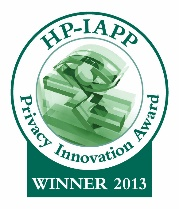 HP-IAPP
Privacy Innovation Award
WINNER 2013